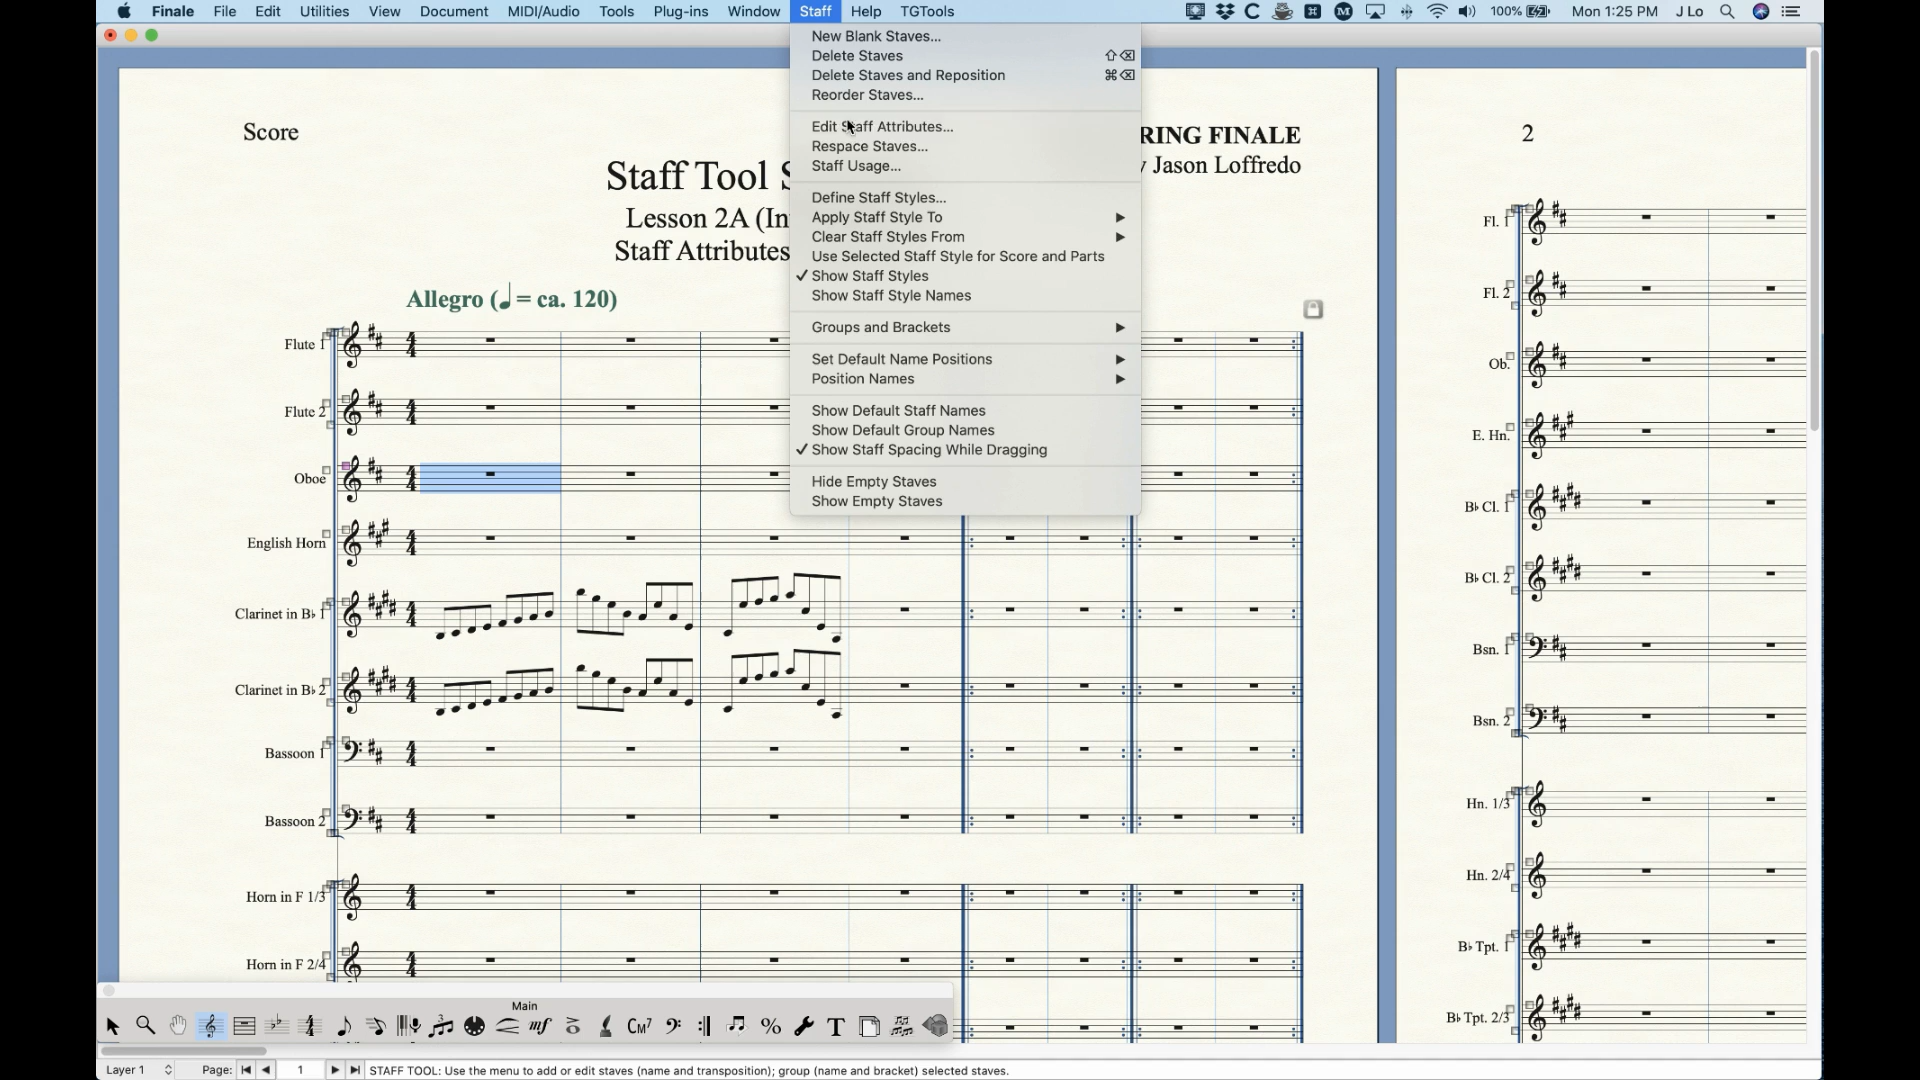 Finale File Edit Utilities View Document MIDI/Audio Tools Plug-ins Window Staff Help TGTools 100% Mon 1:25 PM J Lo
New Blank Staves...
Delete Staves
Delete Staves and Reposition
Reorder Staves...
Edit Staff Attributes...
Respace Staves...
Staff Usage...
Define Staff Styles...
Apply Staff Style To
Clear Staff Styles From
Use Selected Staff Style for Score and Parts
Show Staff Styles
Show Staff Style Names
Groups and Brackets
Set Default Name Positions
Position Names
Show Default Staff Names
Show Default Group Names
Show Staff Spacing While Dragging
Hide Empty Staves
Show Empty Staves
Score
RING FINALE
Jason Loffredo
Staff Tool S
Lesson 2A (In
Staff Attributes
Allegro (♩ = ca. 120)
Flute 1
Flute 2
Oboe
English Horn
Clarinet in B♭ 1
Clarinet in B♭ 2
Bassoon 1
Bassoon 2
Horn in F 1/3
Horn in F 2/4
2
Fl. 1
Fl. 2
Ob.
E. Hn.
B♭ Cl. 1
B♭ Cl. 2
Bsn. 1
Bsn. 2
Hn. 1/3
Hn. 2/4
B♭ Tpt. 1
B♭ Tpt. 2/3
Main
mf CM7 % T
Layer 1 Page: 1 STAFF TOOL: Use the menu to add or edit staves (name and transposition); group (name and bracket) selected staves.